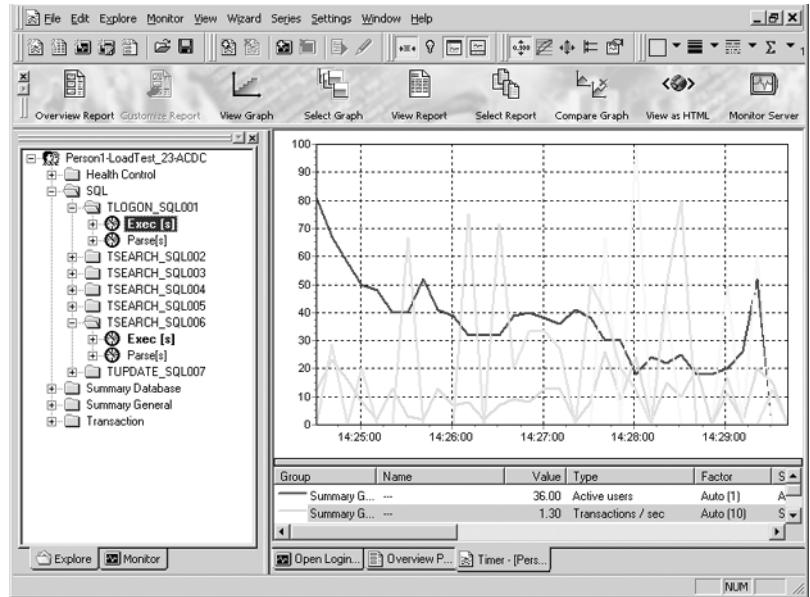 File Edit Explore Monitor View Wizard Series Settings Window Help
0.500
Σ
1
Overview Report Customize Report View Graph Select Graph View Report Select Report Compare Graph View as HTML Monitor Server
Person1-LoadTest_23-ACDC
Health Control
SQL
TLOGON_SQL001
Exec [s]
Parse[s]
TSEARCH_SQL002
TSEARCH_SQL003
TSEARCH_SQL004
TSEARCH_SQL005
TSEARCH_SQL006
Exec [s]
Parse[s]
TUPDATE_SQL007
Summary Database
Summary General
Transaction
Explore Monitor
100
90
80
70
60
50
40
30
20
10
0
14:25:00 14:26:00 14:27:00 14:28:00 14:29:00
Group Name Value Type Factor S
Summary G... --- 36.00 Active users Auto (1) A
Summary G... --- 1.30 Transactions / sec Auto (10) S
Open Login... Overview P... Timer - [Pers...
NUM